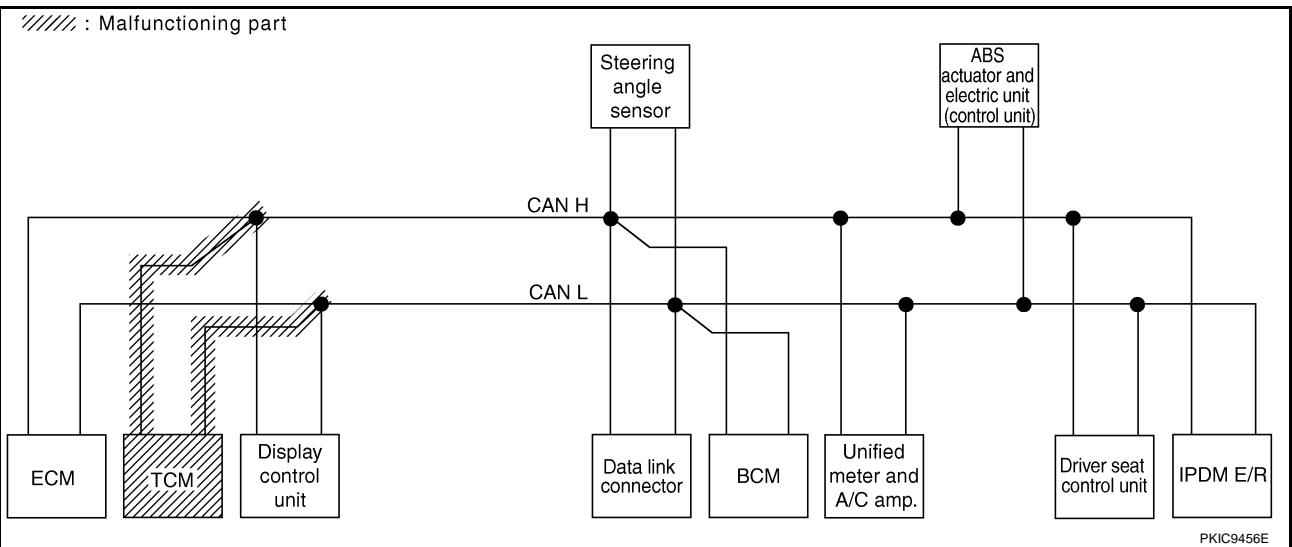 : Malfunctioning part
Steering
angle
sensor
ABS
actuator and
electric unit
(control unit)
CAN H
CAN L
ECM
TCM
Display
control
unit
Data link
connector
BCM
Unified
meter and
A/C amp.
Driver seat
control unit
IPDM E/R
PKIC9456E